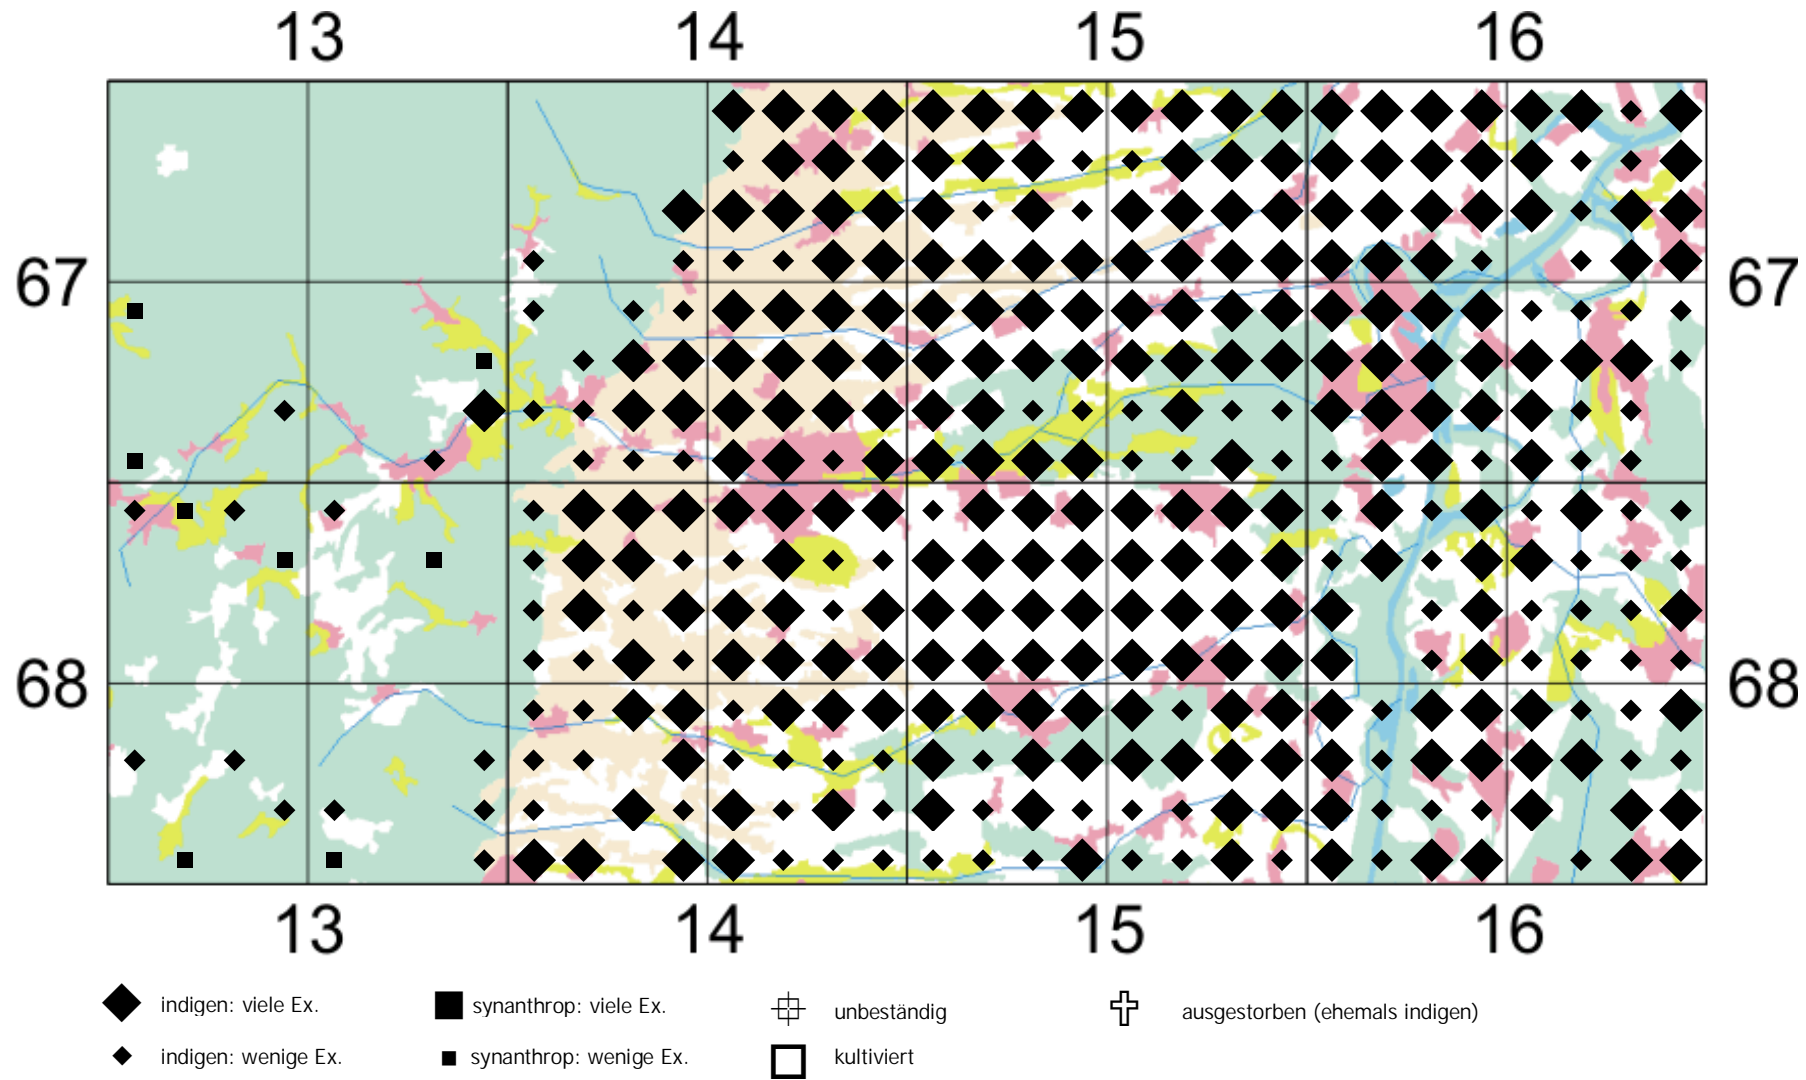 13 14 15 16
67 67
68 68
13 14 15 16
indigen: viele Ex. synanthrop: viele Ex. unbeständig ausgestorben (ehemals indigen)
indigen: wenige Ex. synanthrop: wenige Ex. kultiviert